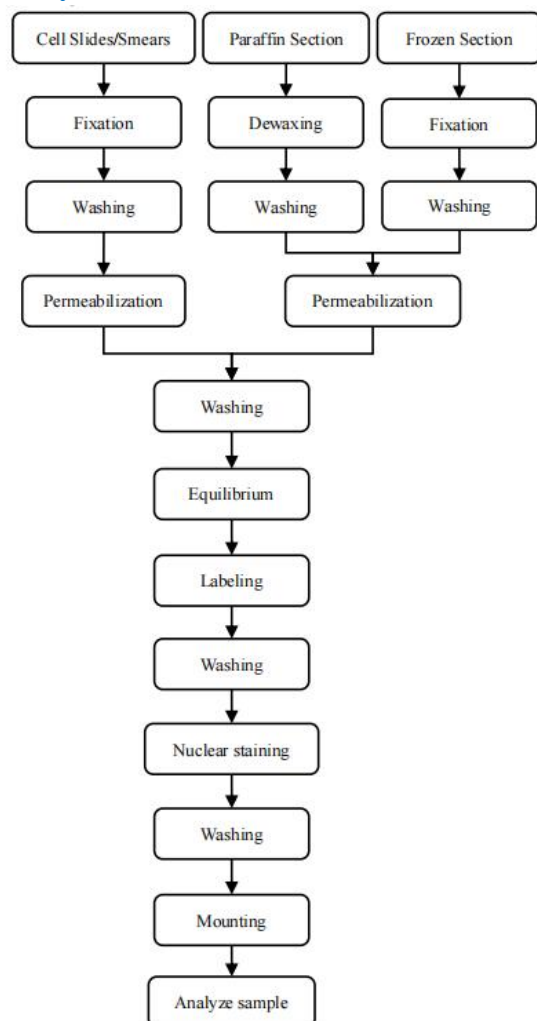 Cell Slides/Smears
Paraffin Section
Frozen Section
Fixation
Dewaxing
Fixation
Washing
Washing
Washing
Permeabilization
Permeabilization
Washing
Equilibrium
Labeling
Washing
Nuclear staining
Washing
Mounting
Analyze sample